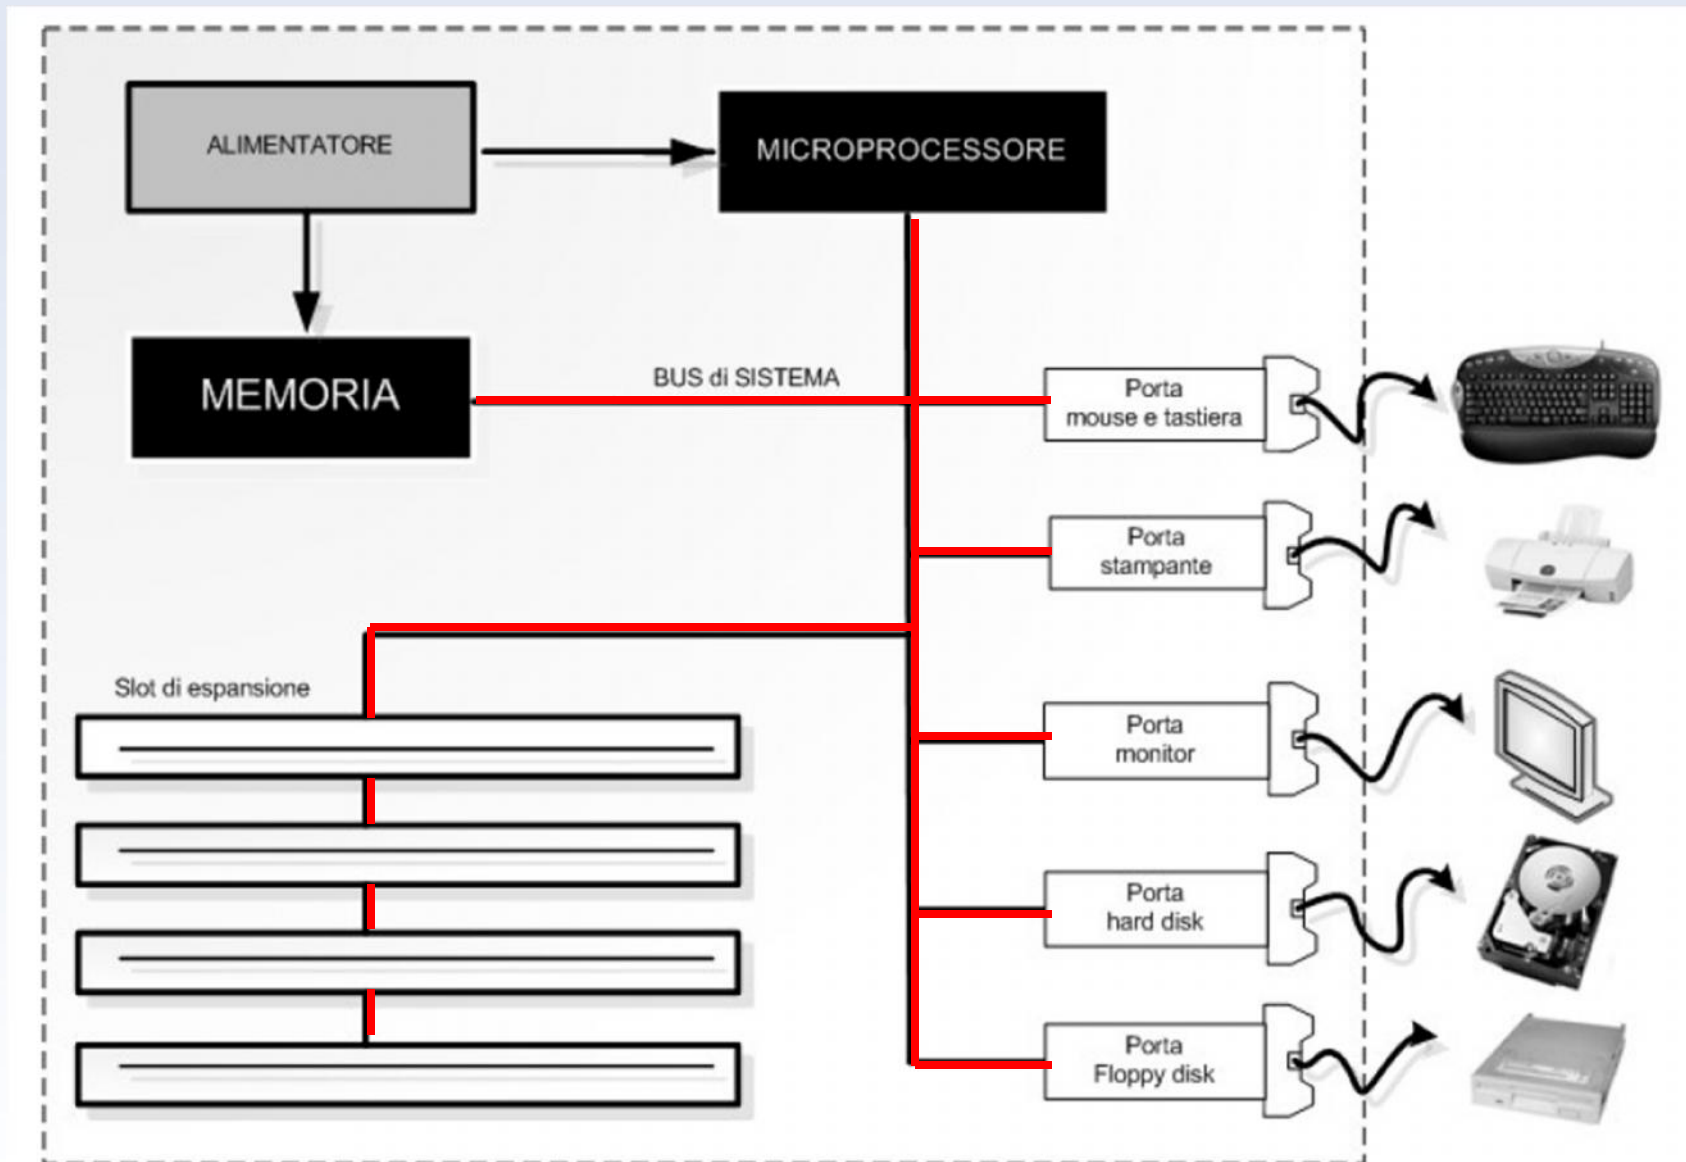 ALIMENTATORE
MICROPROCESSORE
MEMORIA
BUS di SISTEMA
Porta
mouse e tastiera
Porta
stampante
Slot di espansione
Porta
monitor
Porta
hard disk
Porta
Floppy disk